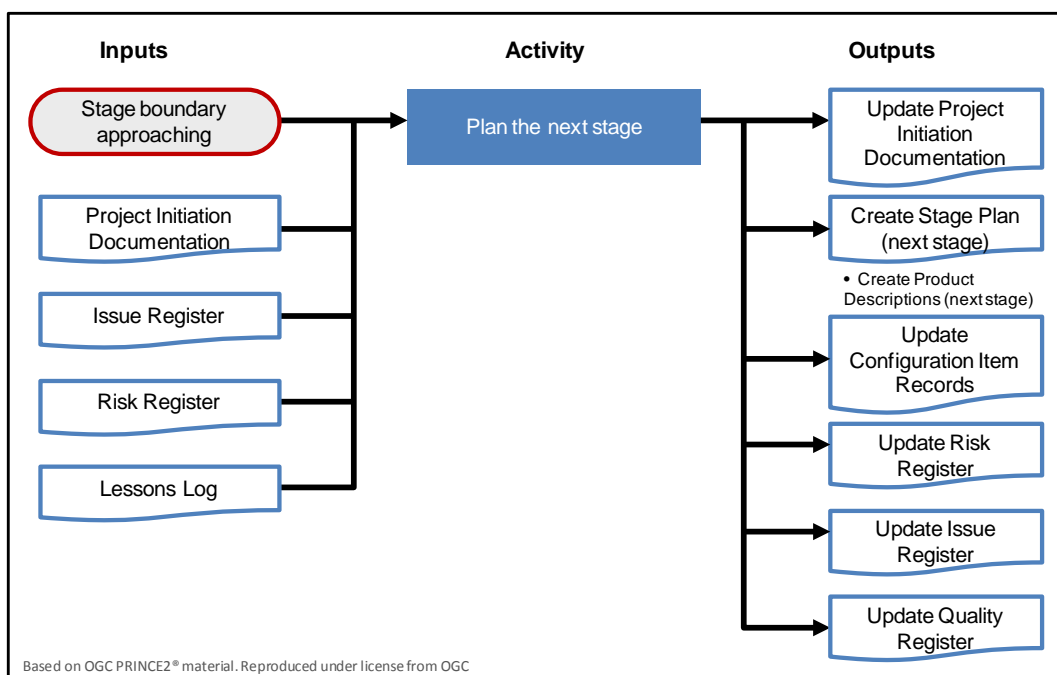 Inputs
Activity
Outputs
Stage boundary
approaching
Project Initiation
Documentation
Issue Register
Risk Register
Lessons Log
Plan the next stage
Update Project
Initiation
Documentation
Create Stage Plan
(next stage)
• Create Product
Descriptions (next stage)
Update
Configuration Item
Records
Update Risk
Register
Update Issue
Register
Update Quality
Register
Based on OGC PRINCE2® material. Reproduced under license from OGC